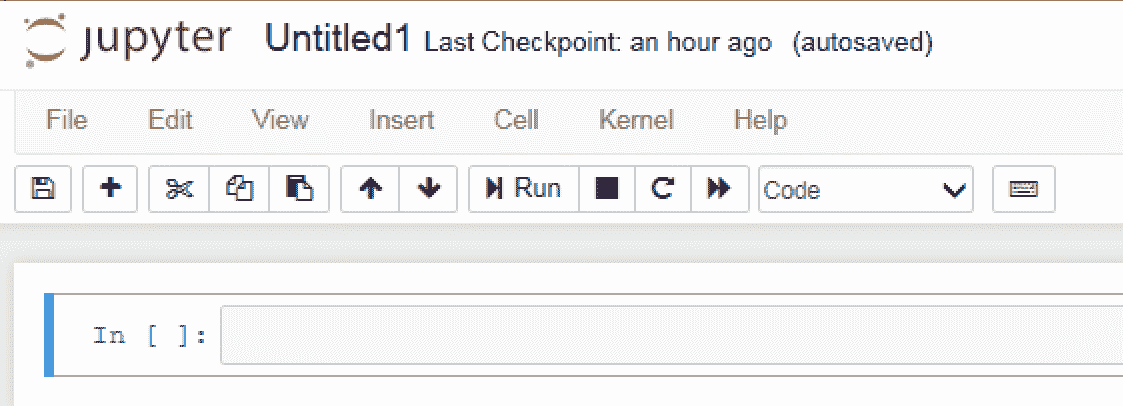 jupyter Untitled1 Last Checkpoint: an hour ago (autosaved)
File Edit View Insert Cell Kernel Help
Run Code
In [ ]: